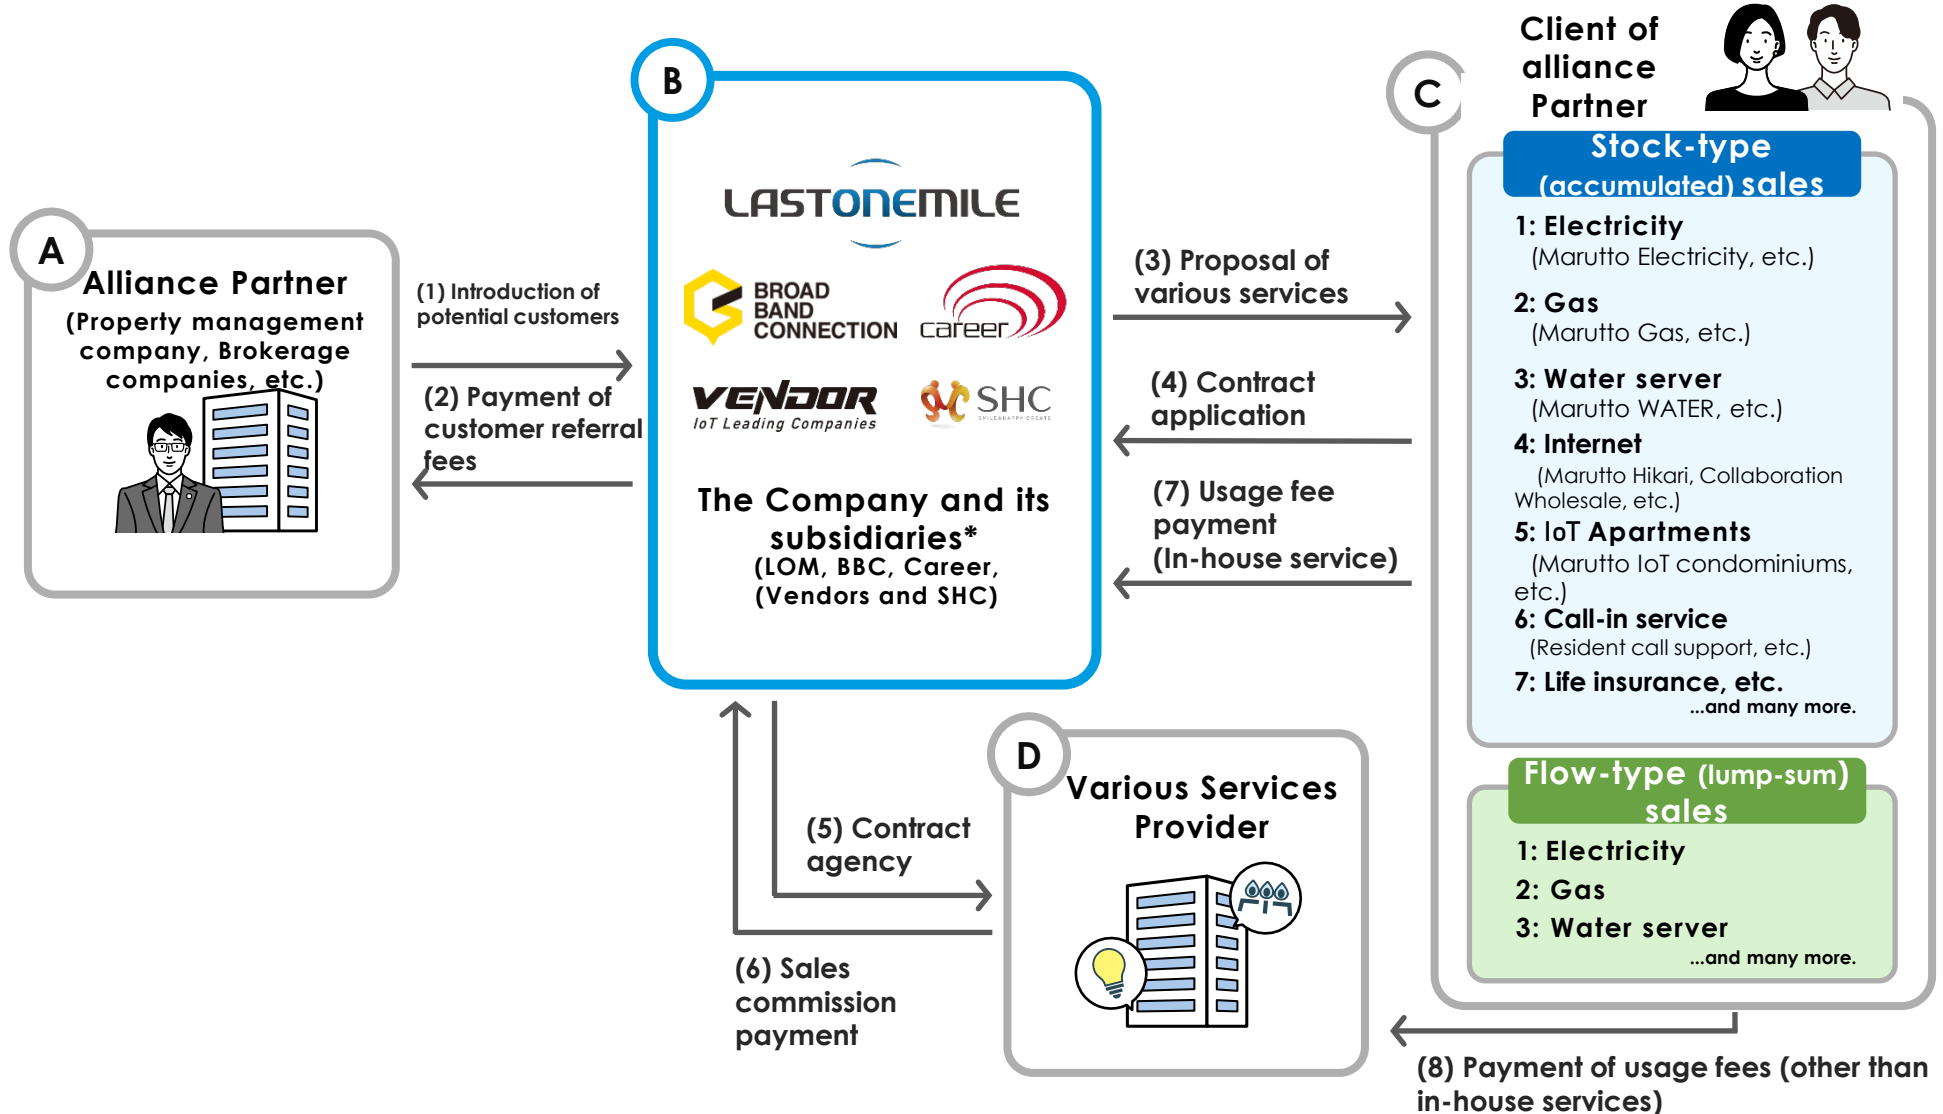 A
Alliance Partner
(Property management
company, Brokerage
companies, etc.)
(1) Introduction of
potential customers
(2) Payment of
customer referral
fees
B
LASTONEMILE
BROAD
BAND
CONNECTION
career
VENDOR
IoT Leading Companies
SHC
SMILE&HAPPY CREATE
The Company and its
subsidiaries*
(LOM, BBC, Career,
(Vendors and SHC)
(3) Proposal of
various services
(4) Contract
application
(7) Usage fee
payment
(In-house service)
(5) Contract
agency
(6) Sales
commission
payment
D
Various Services
Provider
C
Client of
alliance
Partner
Stock-type
(accumulated) sales
1: Electricity
(Marutto Electricity, etc.)
2: Gas
(Marutto Gas, etc.)
3: Water server
(Marutto WATER, etc.)
4: Internet
(Marutto Hikari, Collaboration
Wholesale, etc.)
5: IoT Apartments
(Marutto IoT condominiums,
etc.)
6: Call-in service
(Resident call support, etc.)
7: Life insurance, etc.
...and many more.
Flow-type (lump-sum)
sales
1: Electricity
2: Gas
3: Water server
...and many more.
(8) Payment of usage fees (other than
in-house services)